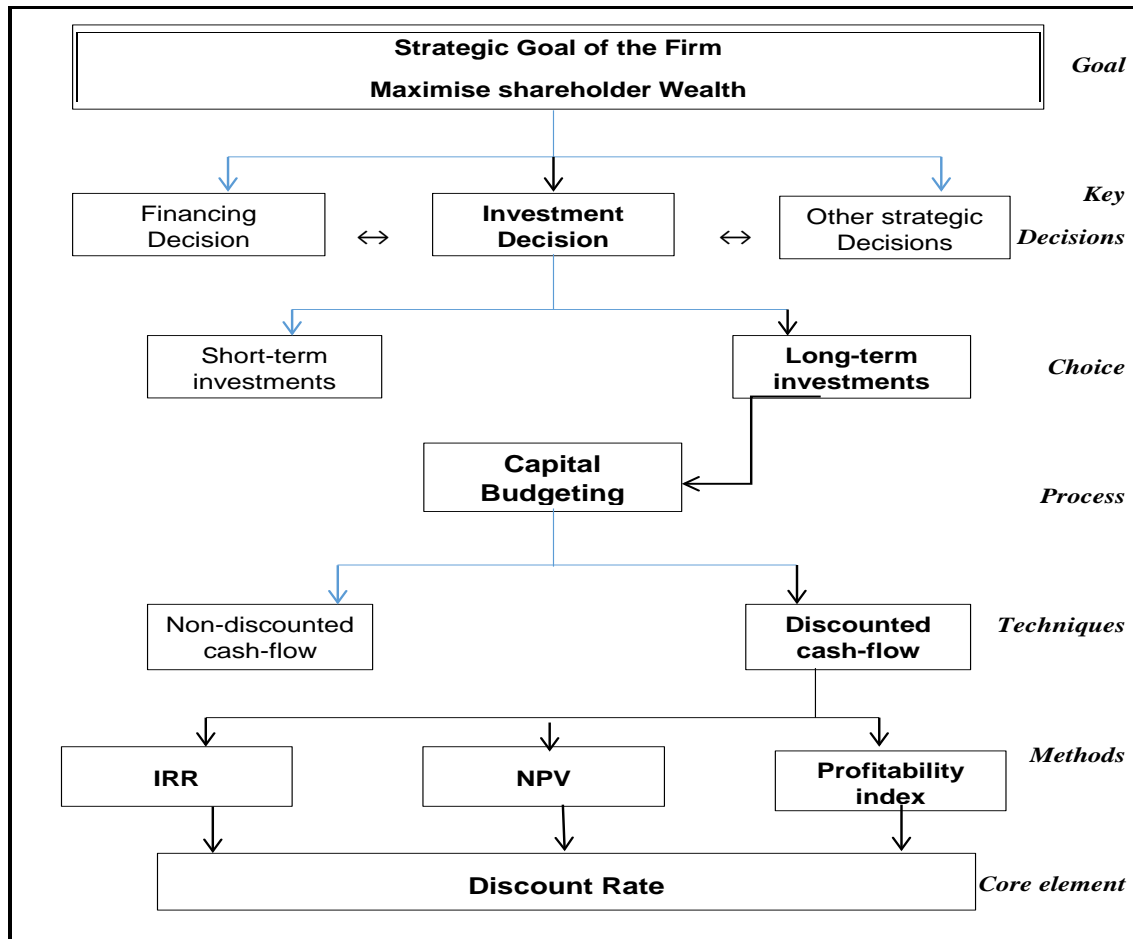 Strategic Goal of the Firm
Maximise shareholder Wealth
Goal
Financing
Decision
↔
Investment
Decision
↔
Other strategic
Decisions
Key
Decisions
Short-term
investments
Long-term
investments
Choice
Capital
Budgeting
Process
Non-discounted
cash-flow
Discounted
cash-flow
Techniques
IRR
NPV
Profitability
index
Methods
Discount Rate
Core element